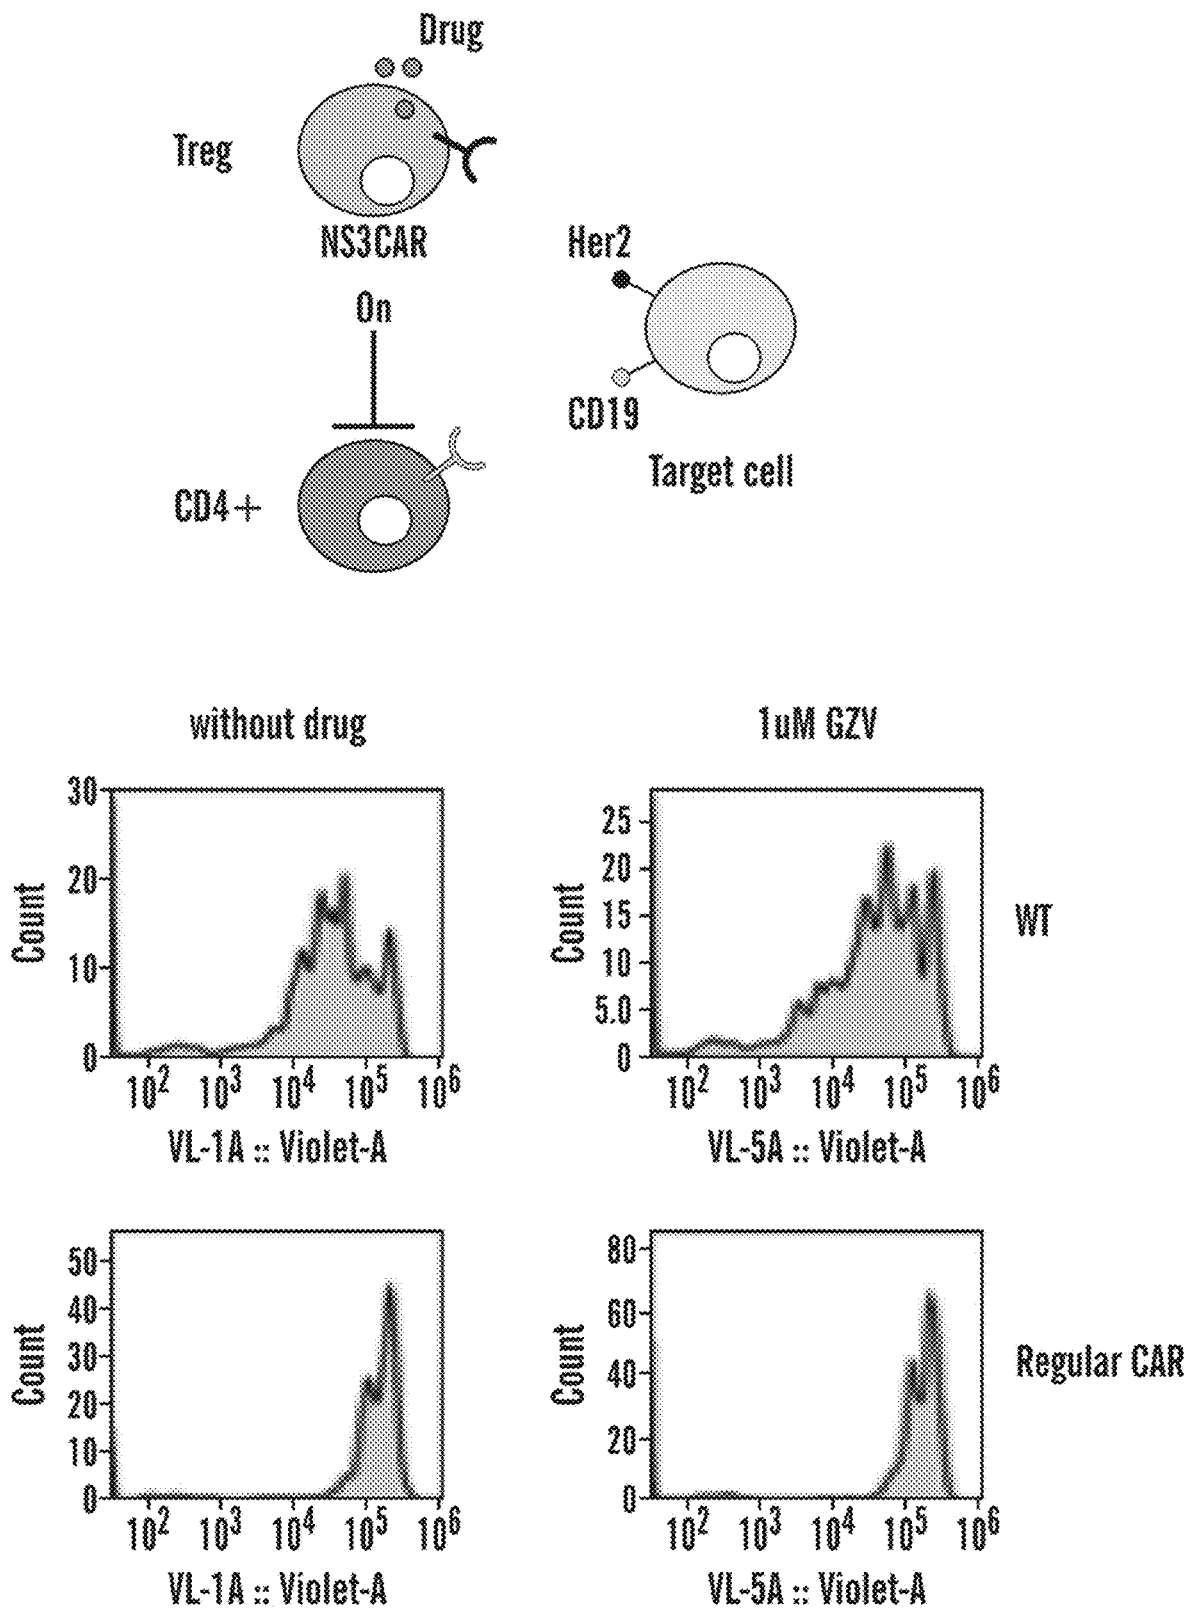 Drug
Treg
NS3CAR
Her2
On
CD19
Target cell
CD4+
without drug
1uM GZV
30
20
10
0
Count
10^2 10^3 10^4 10^5 10^6
VL-1A :: Violet-A
25
20
15
10
5.0
0
Count
10^2 10^3 10^4 10^5 10^6
VL-5A :: Violet-A
WT
50
40
30
20
10
0
Count
10^2 10^3 10^4 10^5 10^6
VL-1A :: Violet-A
80
60
40
20
0
Count
10^2 10^3 10^4 10^5 10^6
VL-5A :: Violet-A
Regular CAR